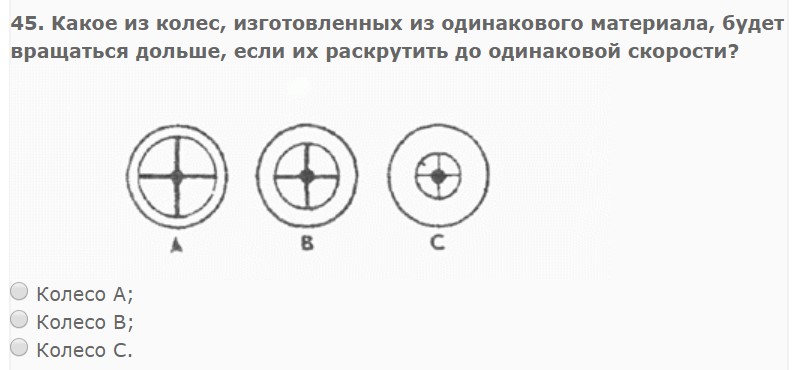 45. Какое из колес, изготовленных из одинакового материала, будет
вращаться дольше, если их раскрутить до одинаковой скорости?
A B C
Колесо А;
Колесо В;
Колесо С.